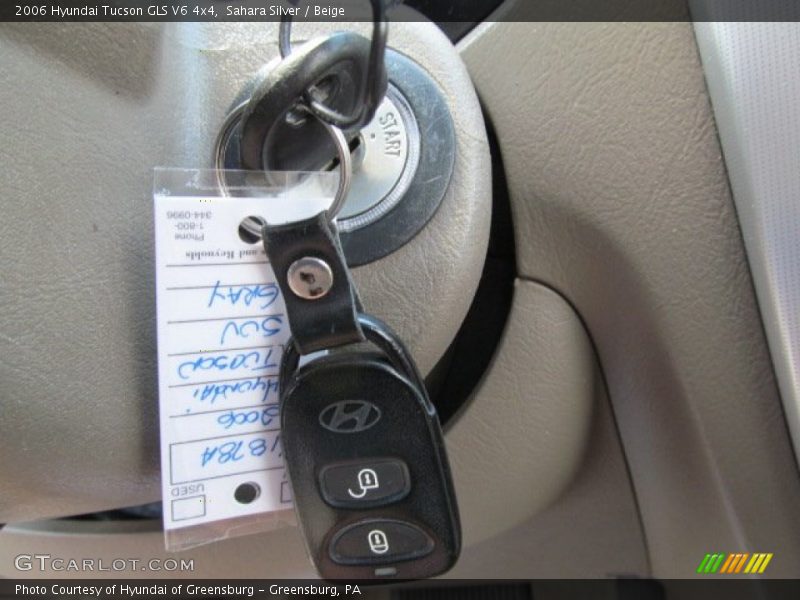 2006 Hyundai Tucson GLS V6 4x4, Sahara Silver / Beige
START
Phone
1-800-
344-0996
and Reynolds
GRAY
SUV
TUCSON
Hyundai
2006
878A
USED
GTCARLOT.COM
Photo Courtesy of Hyundai of Greensburg - Greensburg, PA